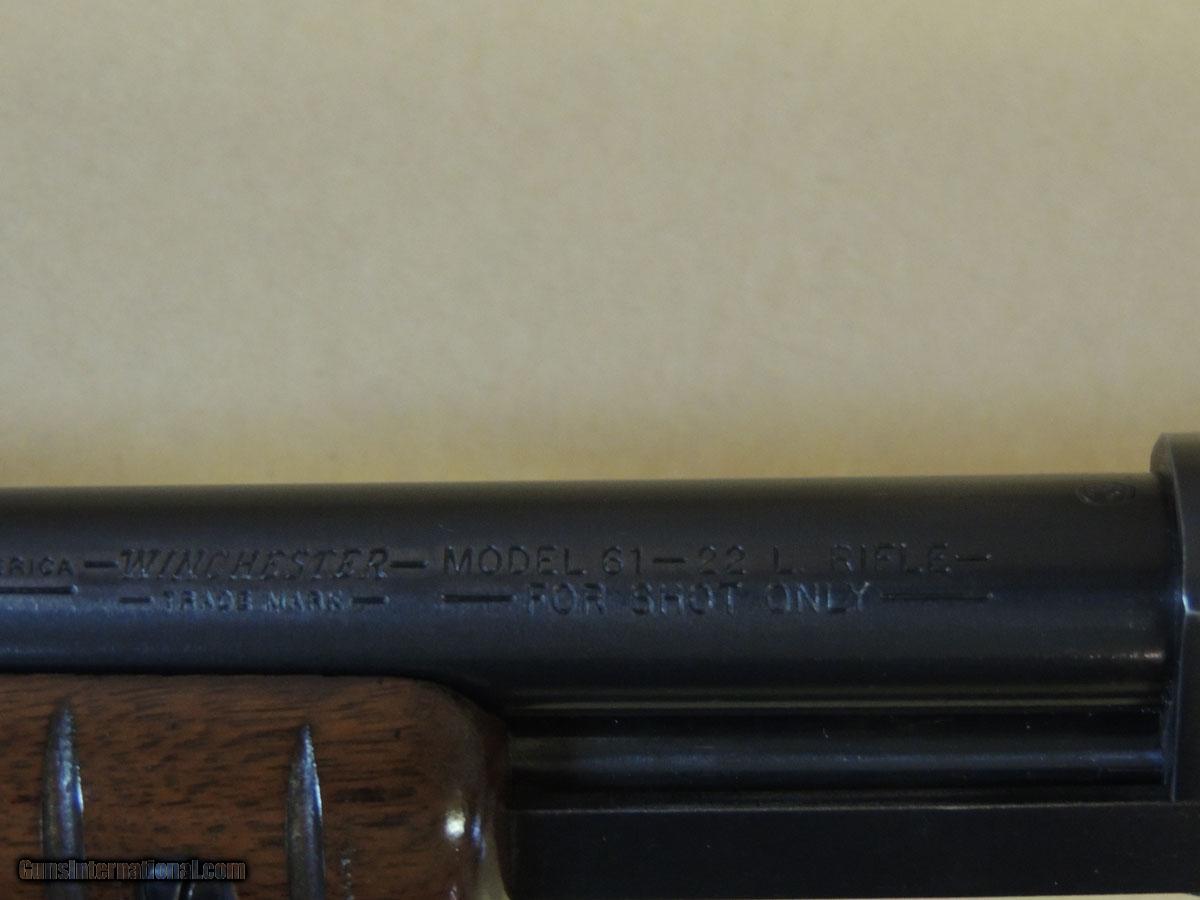 ERICA —WINCHESTER— MODEL 61—22 L. RIFLE—
—TRADE MARK— —FOR SHOT ONLY—
GunsInternational.com